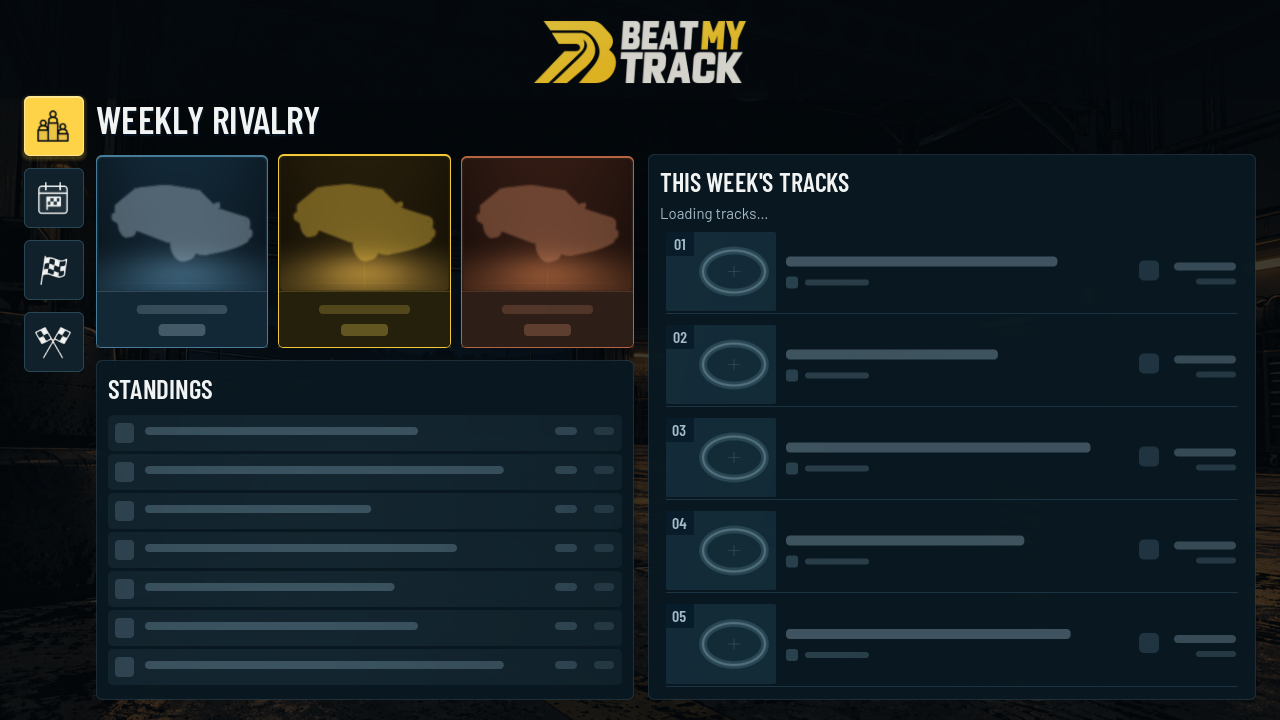 BEAT MY
TRACK
WEEKLY RIVALRY
THIS WEEK'S TRACKS
Loading tracks...
01
02
03
04
05
STANDINGS